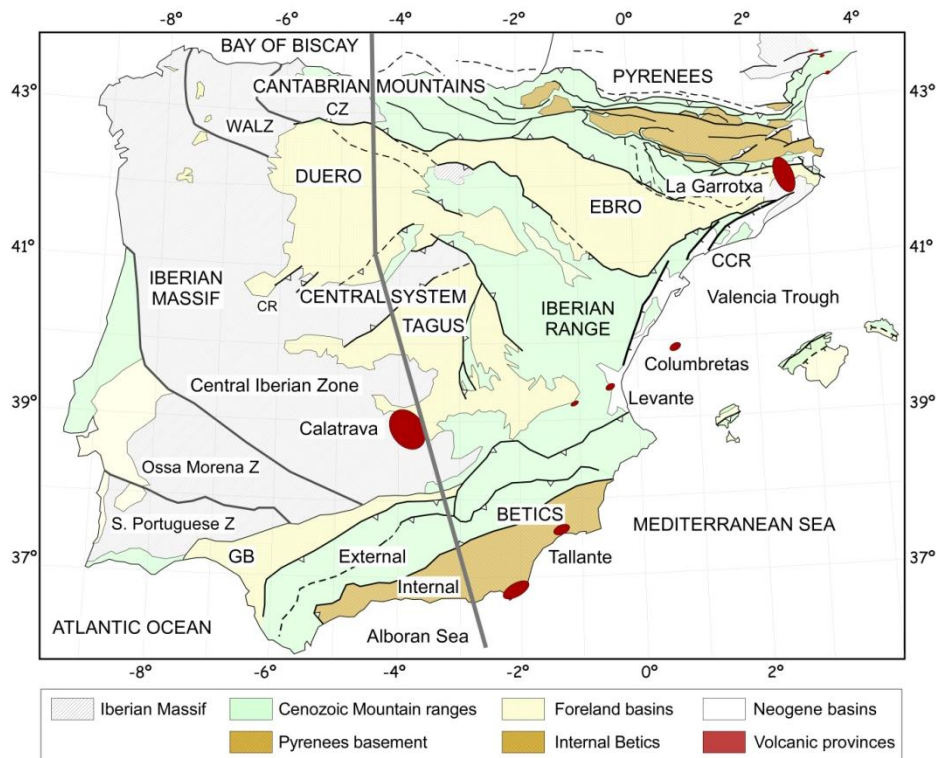 -8° -6° -4° -2° 0° 2° 4°
BAY OF BISCAY
43°
CANTABRIAN MOUNTAINS
PYRENEES
43°
CZ
WALZ
DUERO
La Garrotxa
EBRO
41°
41°
CCR
IBERIAN
MASSIF
CR
CENTRAL SYSTEM
TAGUS
IBERIAN
RANGE
Valencia Trough
Columbretas
Central Iberian Zone
Levante
39°
39°
Calatrava
Ossa Morena Z
S. Portuguese Z
BETICS
MEDITERRANEAN SEA
37°
GB
External
Tallante
37°
Internal
ATLANTIC OCEAN
Alboran Sea
-8° -6° -4° -2° 0° 2°
Iberian Massif
Cenozoic Mountain ranges
Foreland basins
Neogene basins
Pyrenees basement
Internal Betics
Volcanic provinces